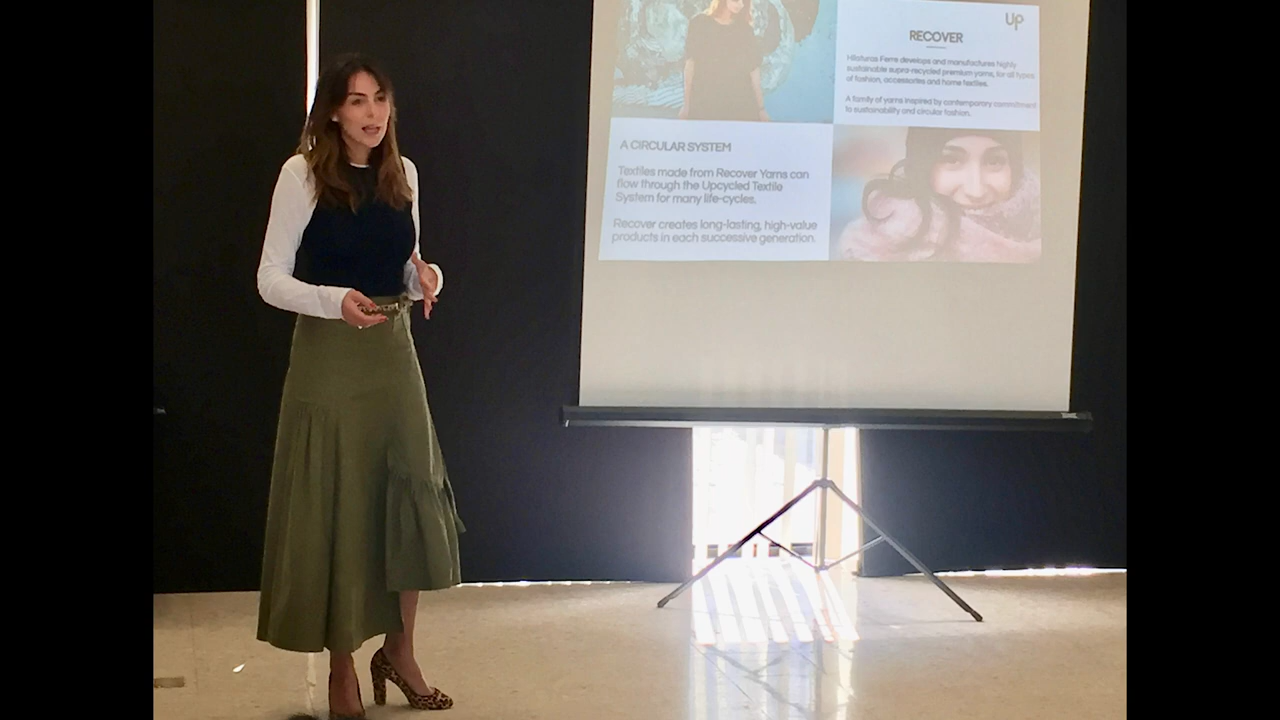 UP
RECOVER
Hilaturas Ferre develops and manufactures highly
sustainable supra-recycled premium yarns, for all types
of fashion, accessories and home textiles.
A family of yarns inspired by contemporary commitment
to sustainability and circular fashion.
A CIRCULAR SYSTEM
Textiles made from Recover Yarns can
flow through the Upcycled Textile
System for many life-cycles.
Recover creates long-lasting, high-value
products in each successive generation.